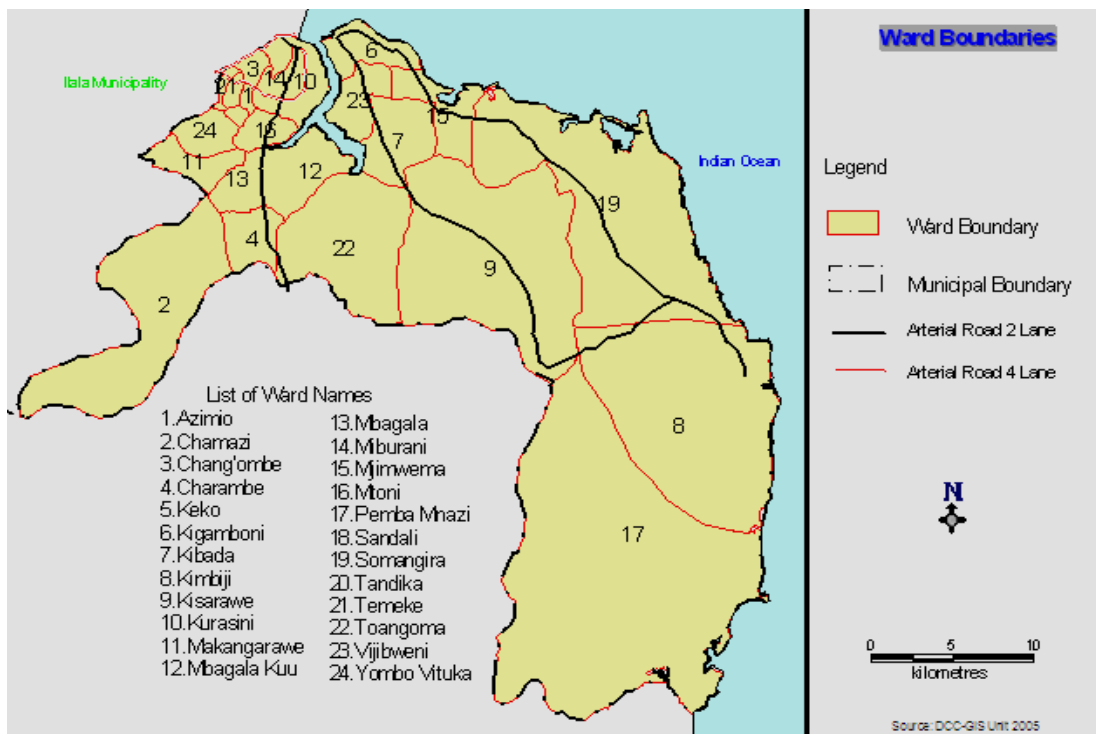 Ward Boundaries
Ilala Municipality
Indian Ocean
Legend
Ward Boundary
Municipal Boundary
Arterial Road 2 Lane
Arterial Road 4 Lane
N
0 5 10
kilometres
Source: DCC-GIS Unit 2005
6
3
14
10
1
23
15
24
16
7
11
13
12
19
4
22
9
2
8
17
List of Ward Names
1.Azimio
2.Chamazi
3.Chang'ombe
4.Charambe
5.Keko
6.Kigamboni
7.Kibada
8.Kimbiji
9.Kisarawe
10.Kurasini
11.Makangarawe
12.Mbagala Kuu
13.Mbagala
14.Miburani
15.Mjimwema
16.Mtoni
17.Pemba Mnazi
18.Sandali
19.Somangira
20.Tandika
21.Temeke
22.Toangoma
23.Vijibweni
24.Yombo Vituka